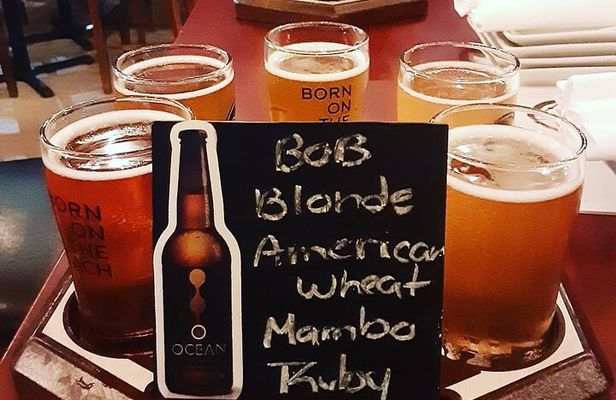 BORN
ON
THE
BORN
ON
THE
BEACH
OCEAN
BOB
Blonde
American
Wheat
Mambo
Ruby